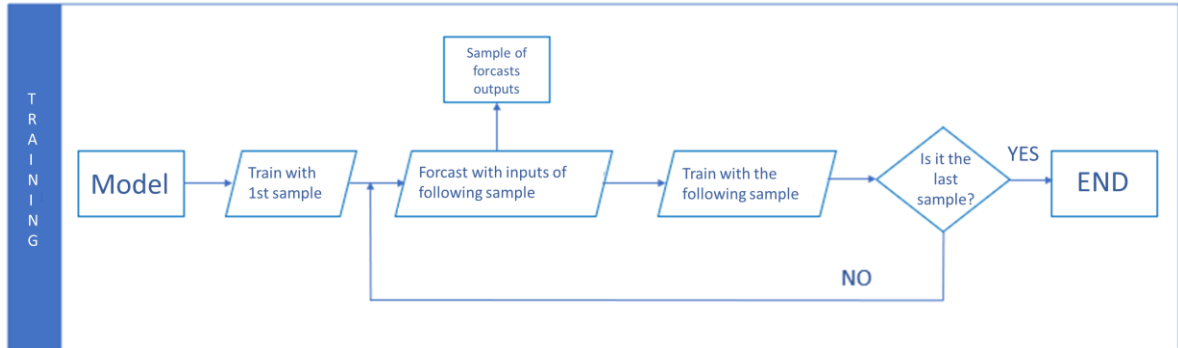 TRAINING
Sample of
forcasts
outputs
Model
Train with
1st sample
Forcast with inputs of
following sample
Train with the
following sample
Is it the
last
sample?
YES
END
NO